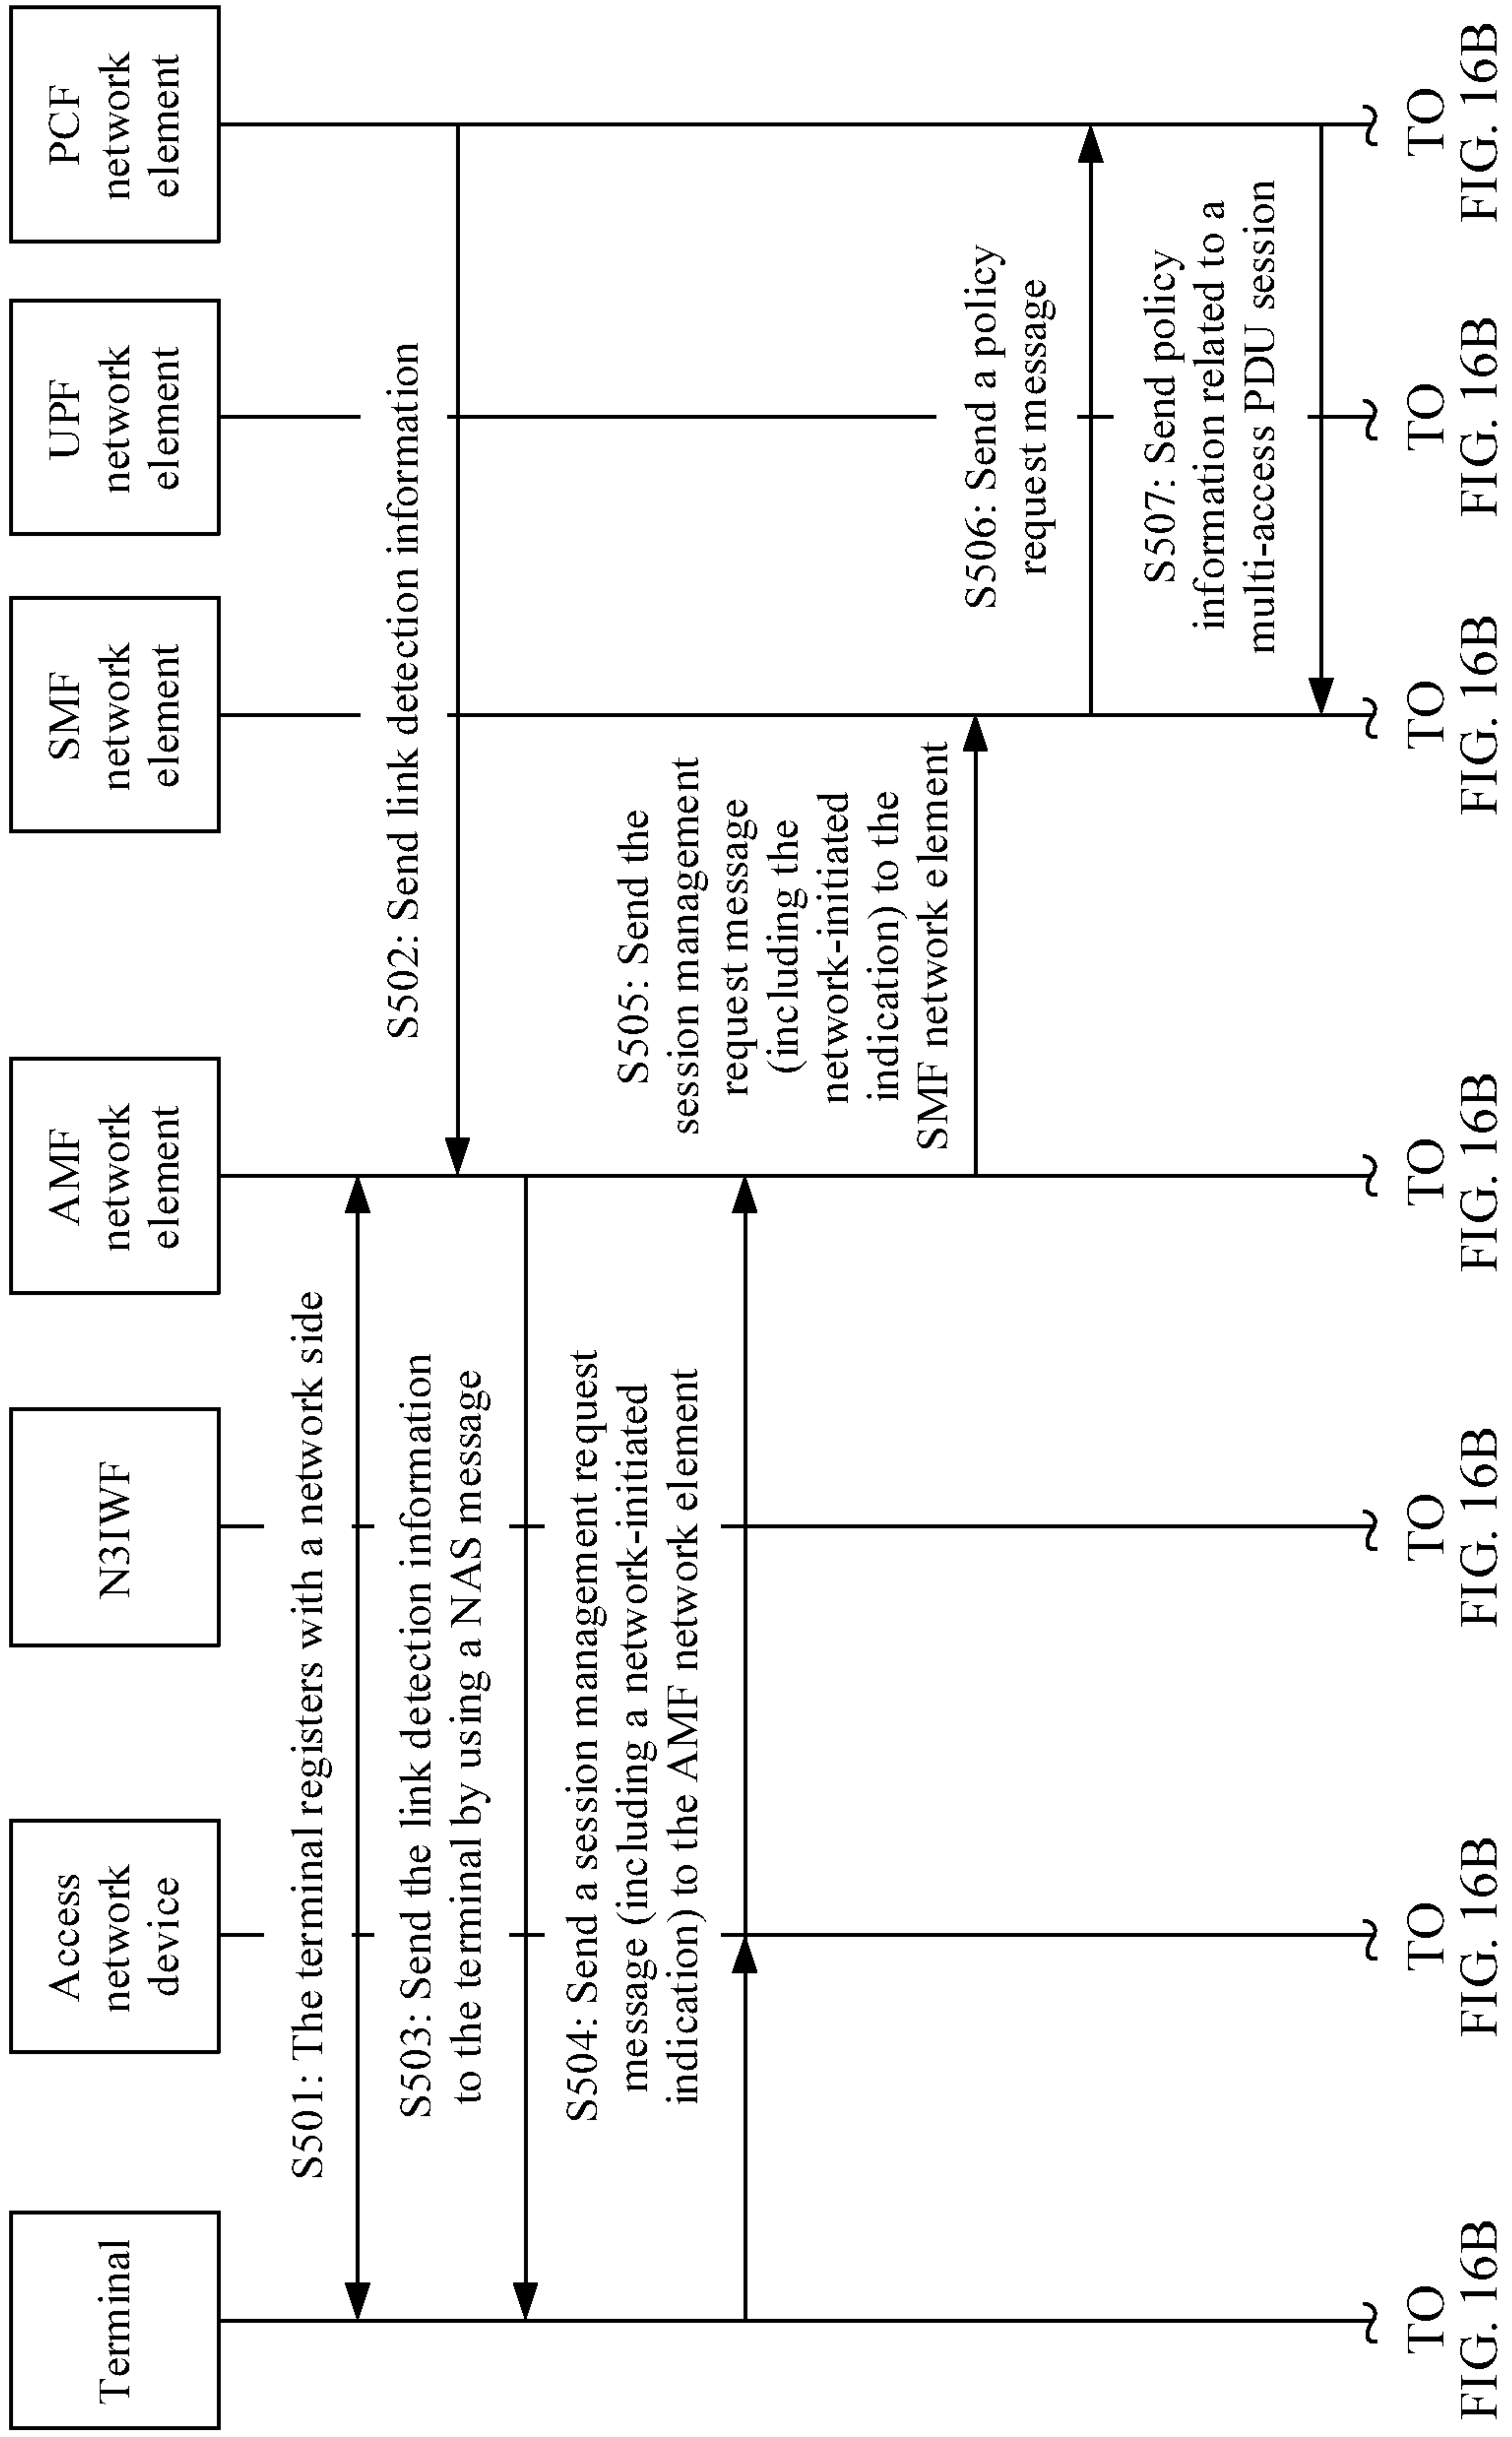 Terminal
Access
network
device
N3IWF
AMF
network
element
SMF
network
element
UPF
network
element
PCF
network
element
S501: The terminal registers with a network side
S502: Send link detection information
S503: Send the link detection information
to the terminal by using a NAS message
S504: Send a session management request
message (including a network-initiated
indication) to the AMF network element
S505: Send the
session management
request message
(including the
network-initiated
indication) to the
SMF network element
S506: Send a policy
request message
S507: Send policy
information related to a
multi-access PDU session
TO
FIG. 16B
TO
FIG. 16B
TO
FIG. 16B
TO
FIG. 16B
TO
FIG. 16B
TO
FIG. 16B
TO
FIG. 16B